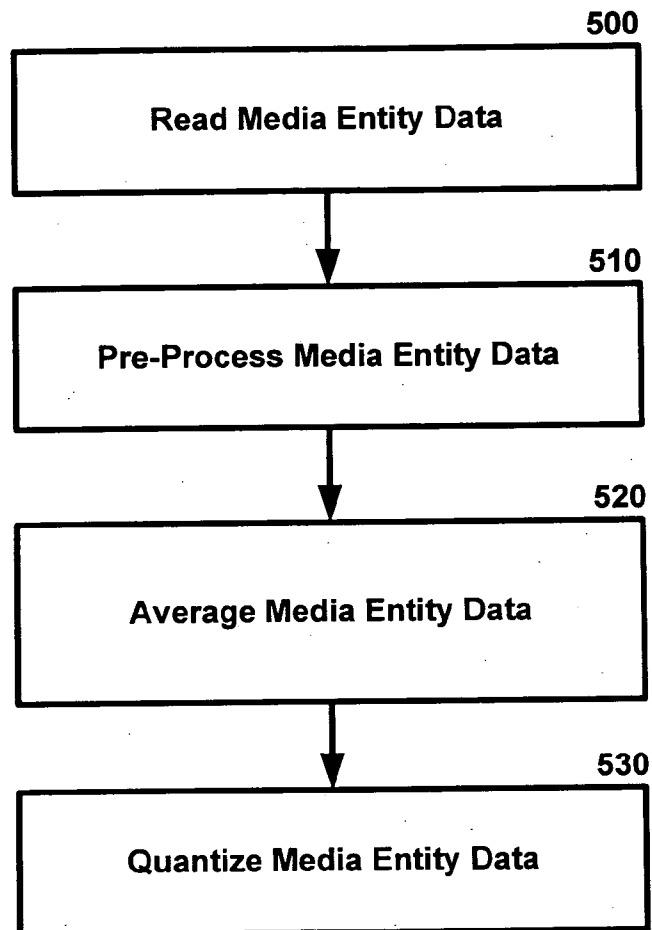 500
Read Media Entity Data
510
Pre-Process Media Entity Data
520
Average Media Entity Data
530
Quantize Media Entity Data